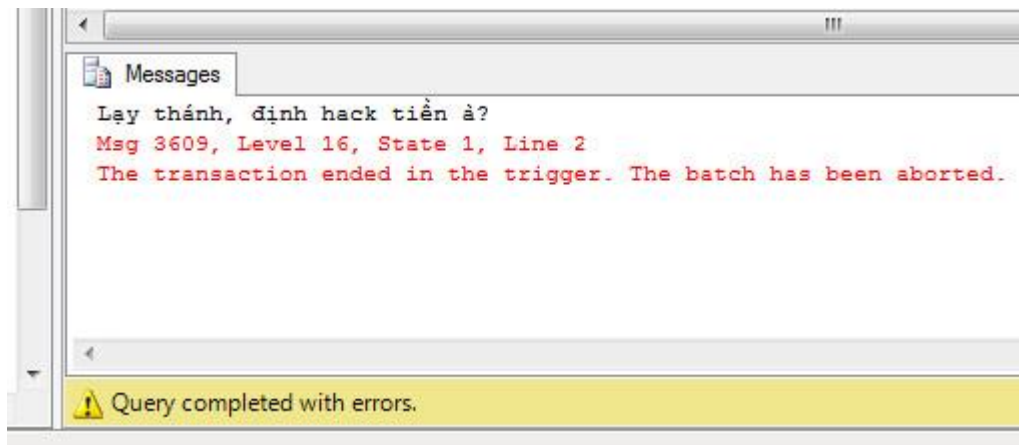 Messages
Lạy thánh, định hack tiền à?
Msg 3609, Level 16, State 1, Line 2
The transaction ended in the trigger. The batch has been aborted.
Query completed with errors.